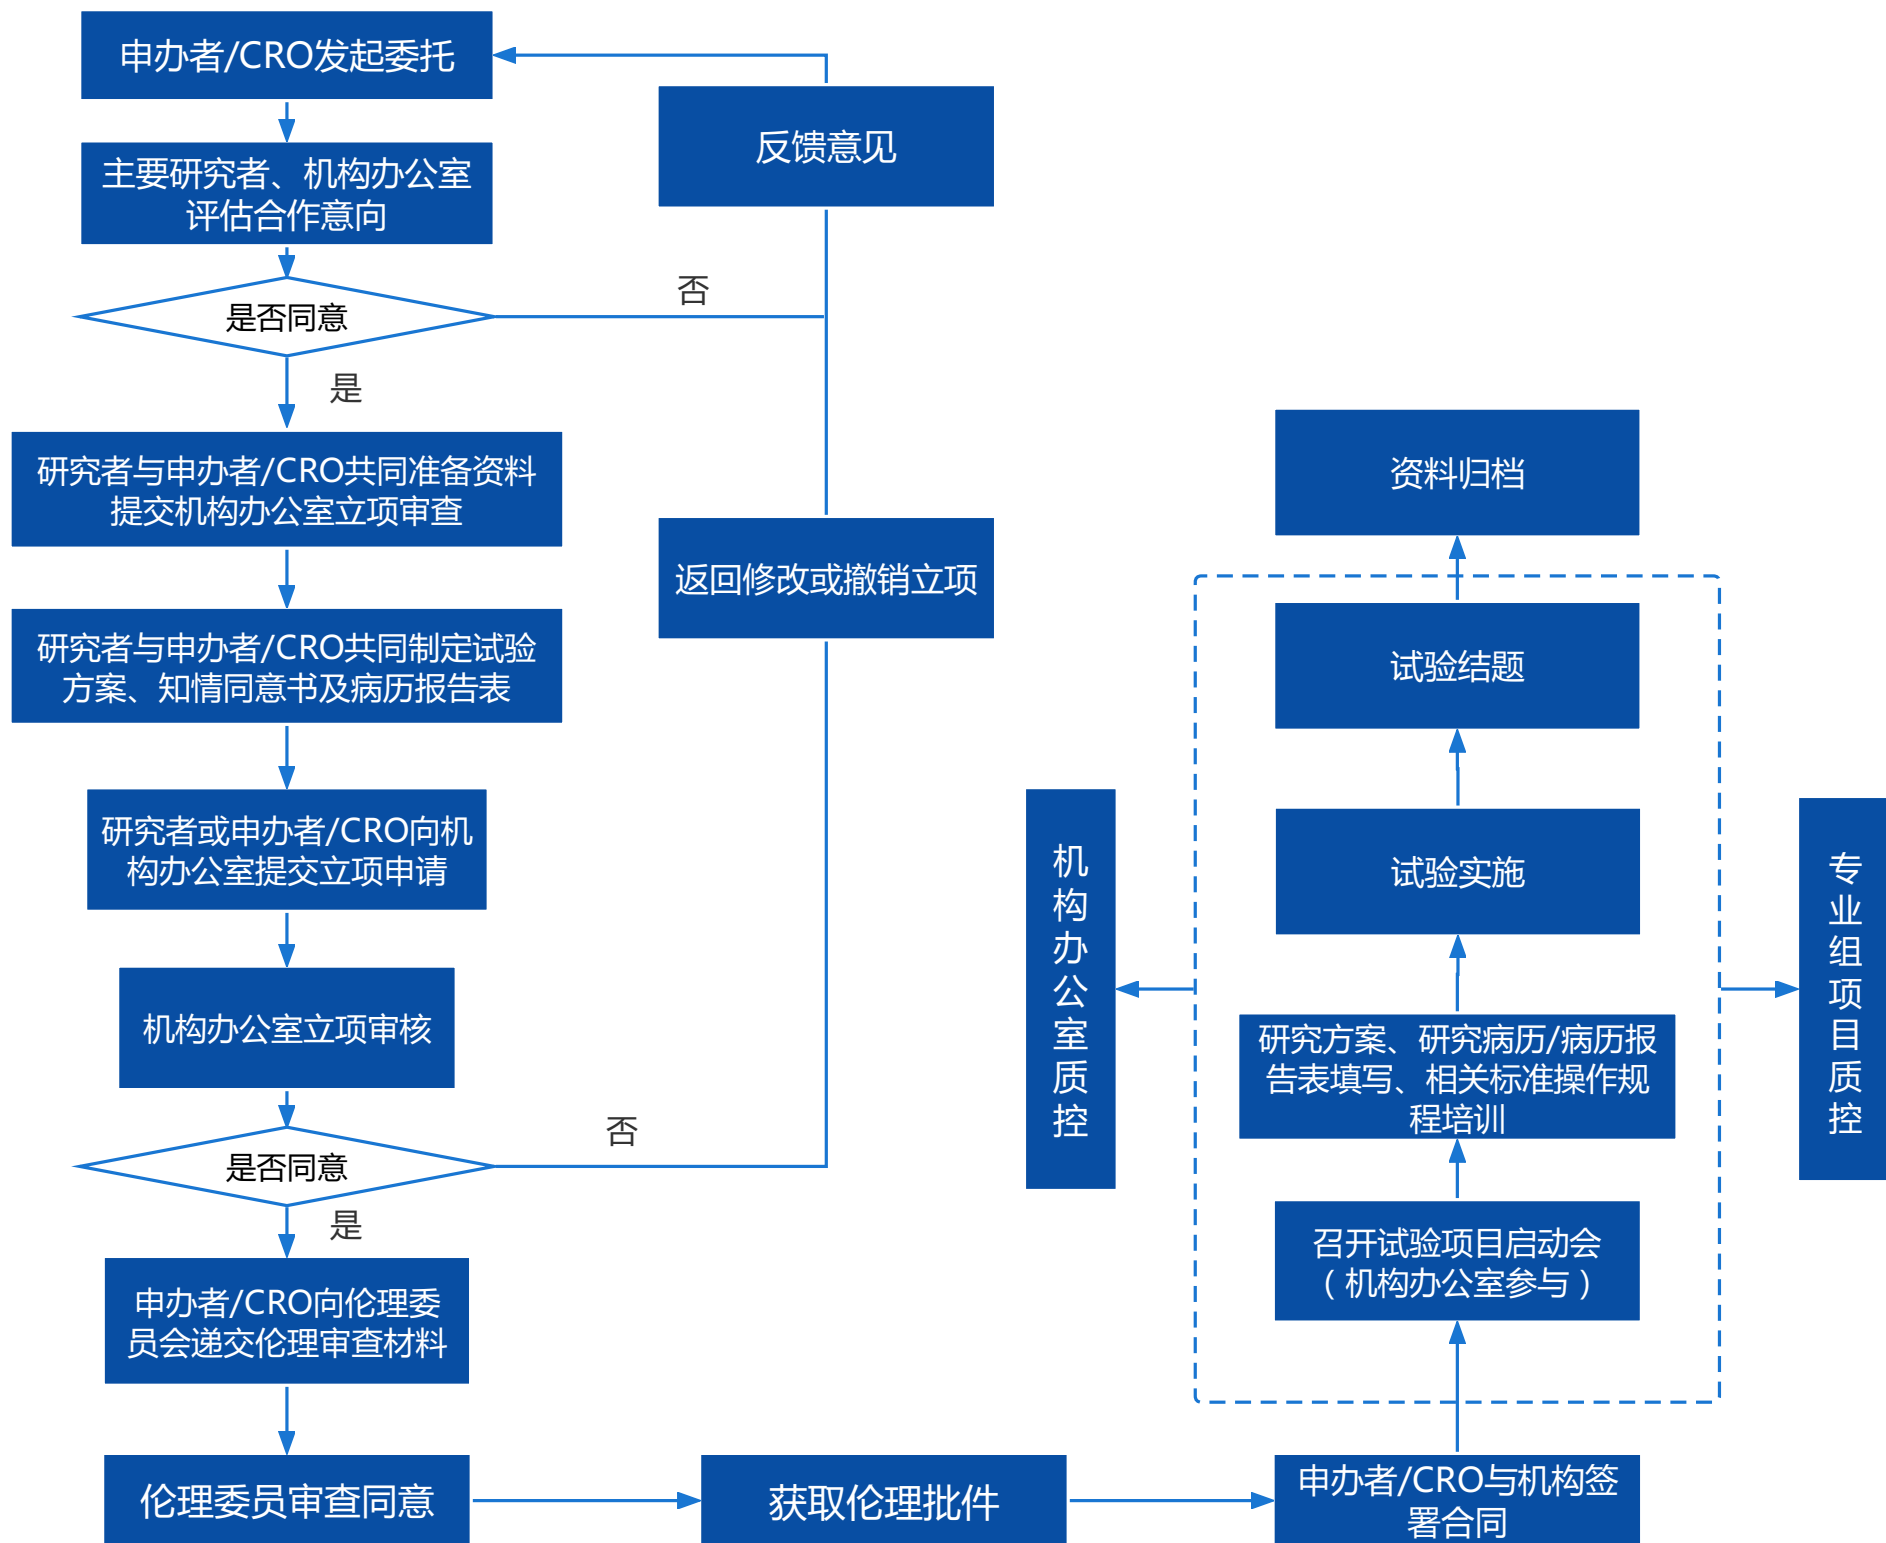 申办者/CRO发起委托
主要研究者、机构办公室
评估合作意向
是否同意
否
是
反馈意见
研究者与申办者/CRO共同准备资料
提交机构办公室立项审查
研究者与申办者/CRO共同制定试验
方案、知情同意书及病历报告表
返回修改或撤销立项
研究者或申办者/CRO向机
构办公室提交立项申请
机构办公室立项审核
是否同意
否
是
申办者/CRO向伦理委
员会递交伦理审查材料
伦理委员审查同意
获取伦理批件
申办者/CRO与机构签
署合同
召开试验项目启动会
（机构办公室参与）
研究方案、研究病历/病历报
告表填写、相关标准操作规
程培训
试验实施
试验结题
资料归档
机构办公室质控
专业组项目质控